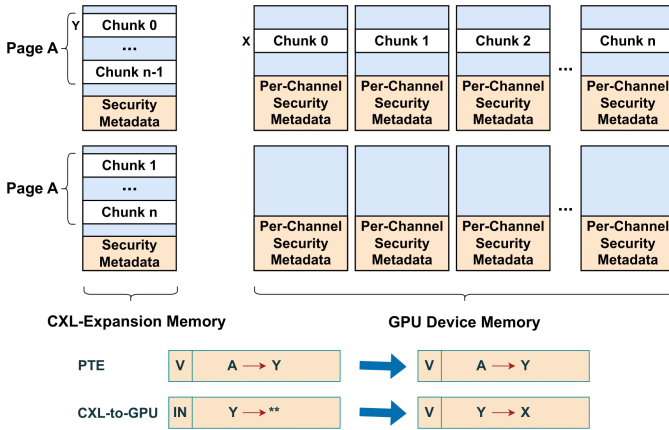 Y
Page A
Chunk 0
...
Chunk n-1
Security
Metadata
X
Chunk 0
Chunk 1
Chunk 2
...
Chunk n
Per-Channel
Security
Metadata
Per-Channel
Security
Metadata
Per-Channel
Security
Metadata
Per-Channel
Security
Metadata
Page A
Chunk 1
...
Chunk n
Security
Metadata
...
Per-Channel
Security
Metadata
Per-Channel
Security
Metadata
Per-Channel
Security
Metadata
Per-Channel
Security
Metadata
CXL-Expansion Memory
GPU Device Memory
PTE
V
A → Y
V
A → Y
CXL-to-GPU
IN
Y → **
V
Y → X